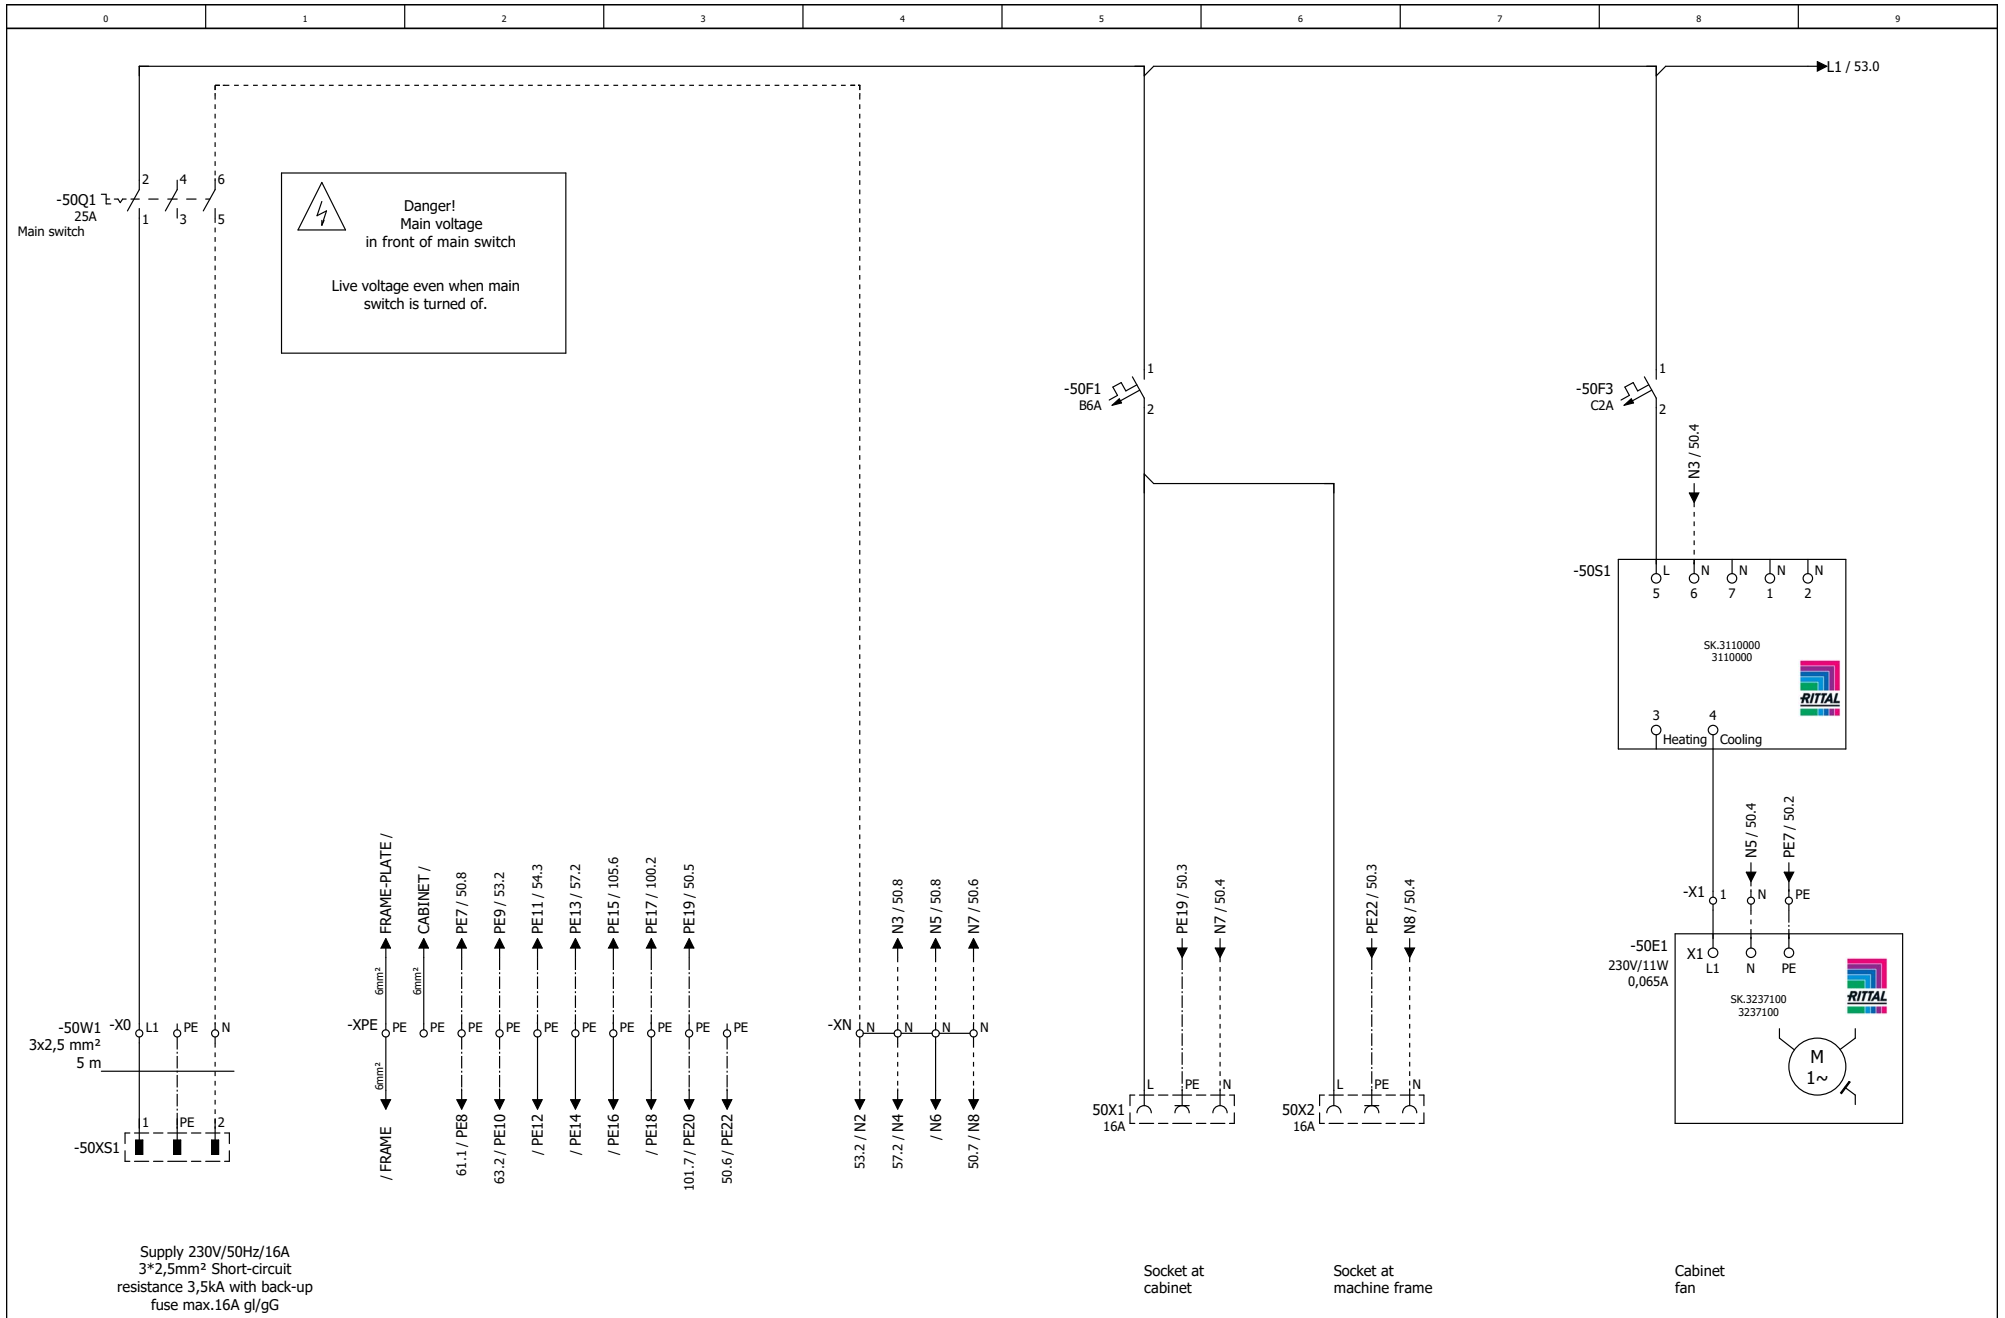 0 1 2 3 4 5 6 7 8 9
L1 / 53.0
-50Q1
25A
Main switch
2 4 6
1 3 5
Danger!
Main voltage
in front of main switch
Live voltage even when main
switch is turned of.
-50F1
B6A
1
2
-50F3
C2A
1
2
N3 / 50.4
-50S1
L N N N N
5 6 7 1 2
SK.3110000
3110000
RITTAL
3 4
Heating Cooling
N5 / 50.4
PE7 / 50.2
-X1 1 N PE
-50E1
230V/11W
0,065A
X1
L1 N PE
SK.3237100
3237100
RITTAL
M
1~
-50W1
3x2,5 mm²
5 m
-X0 L1 PE N
1 PE 2
-50XS1
FRAME-PLATE /
CABINET /
PE7 / 50.8
PE9 / 53.2
PE11 / 54.3
PE13 / 57.2
PE15 / 105.6
PE17 / 100.2
PE19 / 50.5
6mm²
6mm²
-XPE PE PE PE PE PE PE PE PE PE PE
6mm²
/ FRAME
61.1 / PE8
63.2 / PE10
/ PE12
/ PE14
/ PE16
/ PE18
101.7 / PE20
50.6 / PE22
N3 / 50.8
N5 / 50.8
N7 / 50.6
-XN N N N N
53.2 / N2
57.2 / N4
/ N6
50.7 / N8
PE19 / 50.3
N7 / 50.4
L PE N
50X1
16A
PE22 / 50.3
N8 / 50.4
L PE N
50X2
16A
Supply 230V/50Hz/16A
3*2,5mm² Short-circuit
resistance 3,5kA with back-up
fuse max.16A gl/gG
Socket at
cabinet
Socket at
machine frame
Cabinet
fan